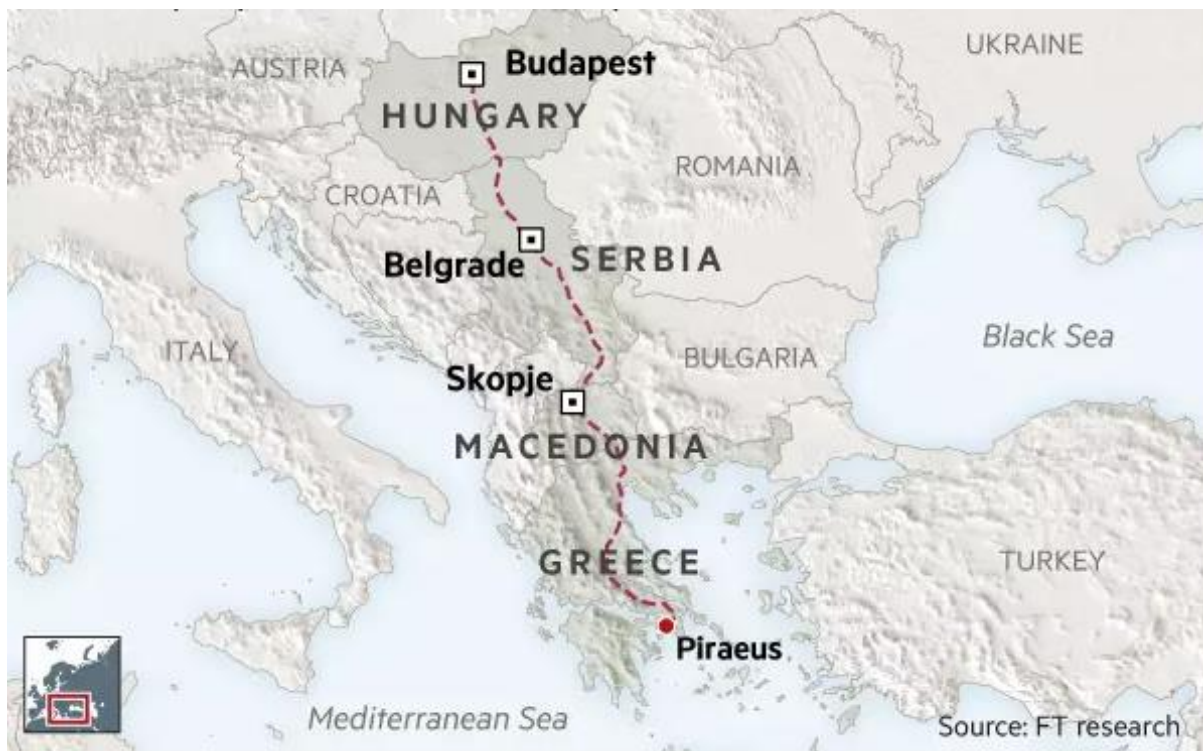 UKRAINE
AUSTRIA
Budapest
HUNGARY
ROMANIA
CROATIA
Belgrade
SERBIA
Black Sea
ITALY
BULGARIA
Skopje
MACEDONIA
GREECE
TURKEY
Piraeus
Mediterranean Sea
Source: FT research